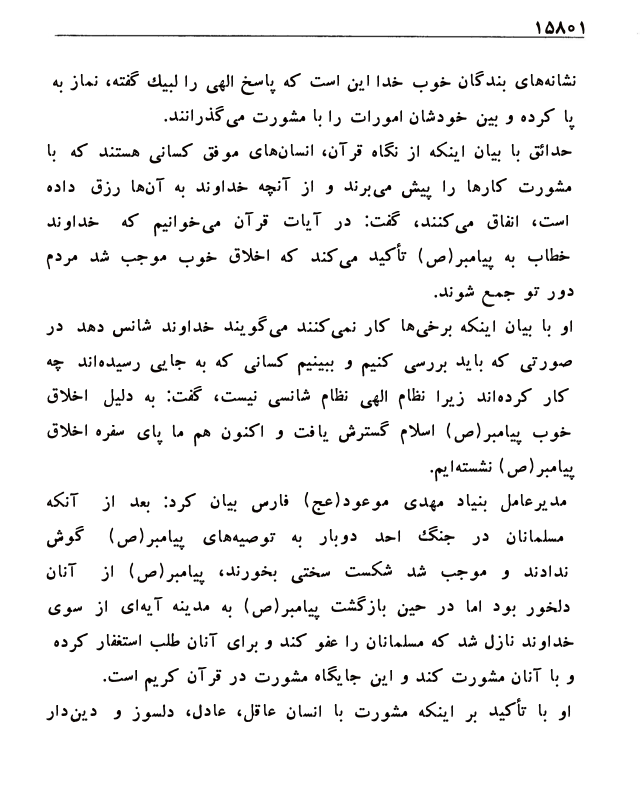 ۱۵۸۰۱
نشانه‌های بندگان خوب خدا این است که پاسخ الهی را لبیك گفته، نماز به
پا کرده و بین خودشان امورات را با مشورت می‌گذرانند.
حدائق با بیان اینکه از نگاه قرآن، انسان‌های موفق کسانی هستند که با
مشورت کارها را پیش می‌برند و از آنچه خداوند به آن‌ها رزق داده
است، انفاق می‌کنند، گفت: در آیات قرآن می‌خوانیم که خداوند
خطاب به پیامبر(ص) تأکید می‌کند که اخلاق خوب موجب شد مردم
دور تو جمع شوند.
او با بیان اینکه برخی‌ها کار نمی‌کنند می‌گویند خداوند شانس دهد در
صورتی که باید بررسی کنیم و ببینیم کسانی که به جایی رسیده‌اند چه
کار کرده‌اند زیرا نظام الهی نظام شانسی نیست، گفت: به دلیل اخلاق
خوب پیامبر(ص) اسلام گسترش یافت و اکنون هم ما پای سفره اخلاق
پیامبر(ص) نشسته‌ایم.
مدیرعامل بنیاد مهدی موعود(عج) فارس بیان کرد: بعد از آنکه
مسلمانان در جنگ احد دوبار به توصیه‌های پیامبر(ص) گوش
ندادند و موجب شد شکست سختی بخورند، پیامبر(ص) از آنان
دلخور بود اما در حین بازگشت پیامبر(ص) به مدینه آیه‌ای از سوی
خداوند نازل شد که مسلمانان را عفو کند و برای آنان طلب استغفار کرده
و با آنان مشورت کند و این جایگاه مشورت در قرآن کریم است.
او با تأکید بر اینکه مشورت با انسان عاقل، عادل، دلسوز و دین‌دار